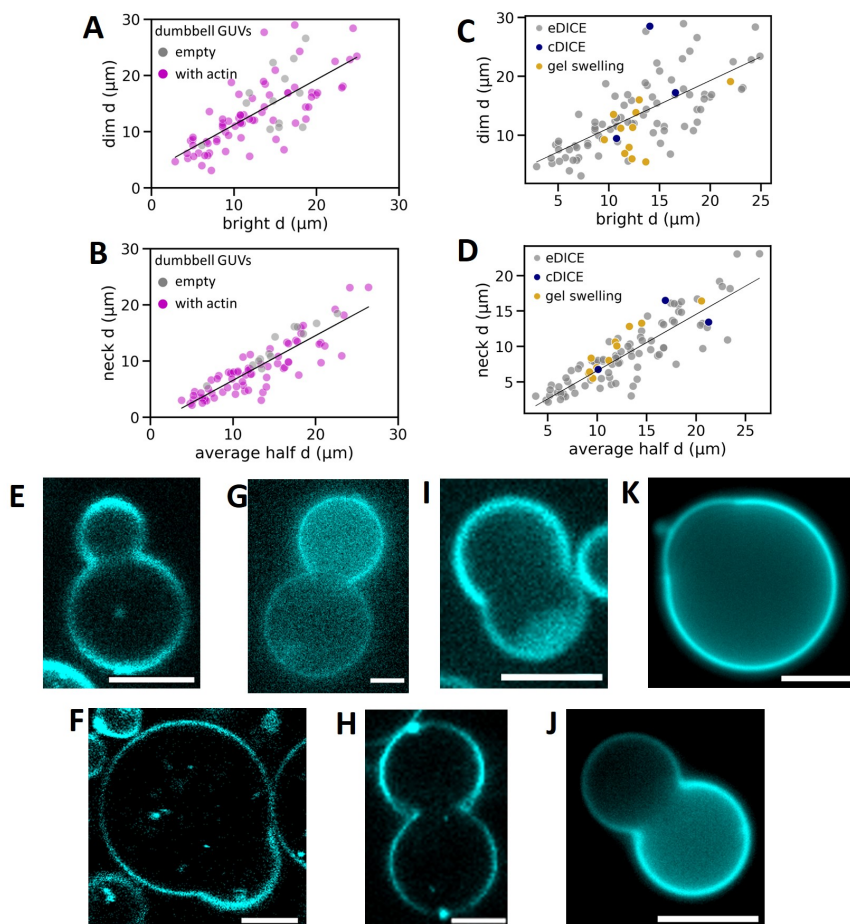 A
dumbbell GUVs
empty
with actin
dim d (µm)
30
20
10
0
0
10
20
30
bright d (µm)
C
eDICE
cDICE
gel swelling
dim d (µm)
30
20
10
5
10
15
20
25
bright d (µm)
B
dumbbell GUVs
empty
with actin
neck d (µm)
30
20
10
0
0
10
20
30
average half d (µm)
D
eDICE
cDICE
gel swelling
neck d (µm)
20
15
10
5
5
10
15
20
25
average half d (µm)
E
G
I
K
F
H
J